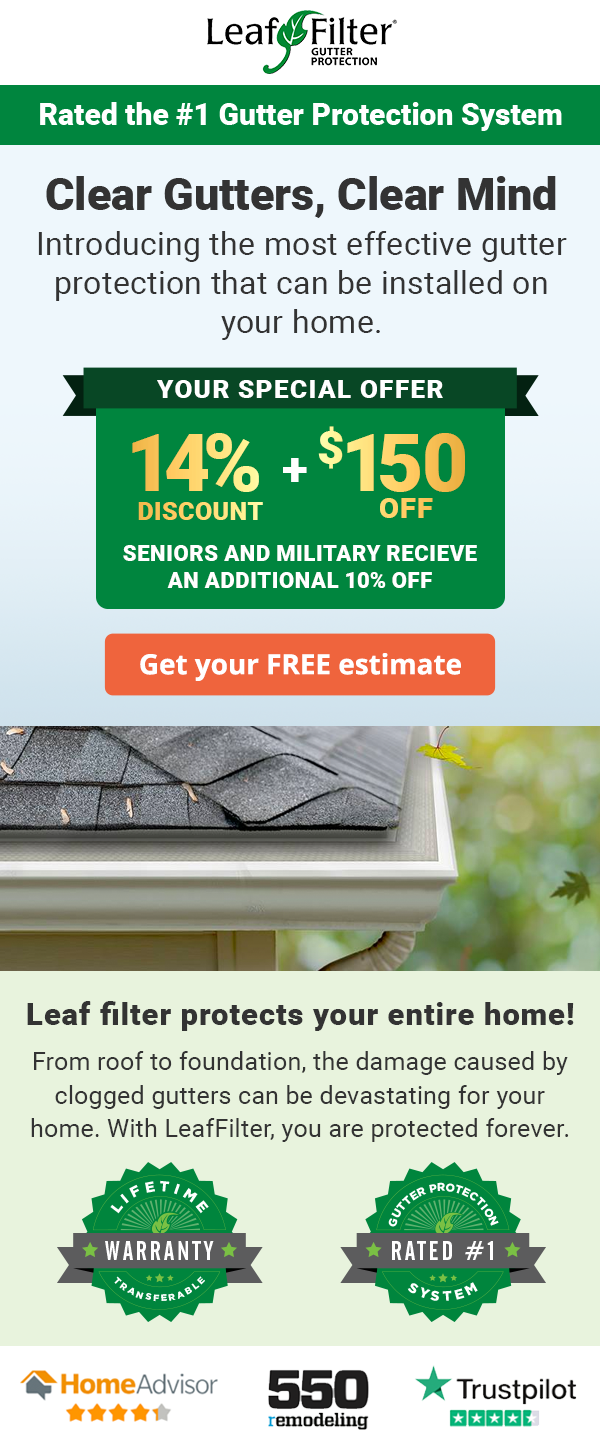 LeafFilter®
GUTTER
PROTECTION
Rated the #1 Gutter Protection System
Clear Gutters, Clear Mind
Introducing the most effective gutter
protection that can be installed on
your home.
YOUR SPECIAL OFFER
14% + $150
DISCOUNT OFF
SENIORS AND MILITARY RECIEVE
AN ADDITIONAL 10% OFF
Get your FREE estimate
Leaf filter protects your entire home!
From roof to foundation, the damage caused by
clogged gutters can be devastating for your
home. With LeafFilter, you are protected forever.
LIFETIME
WARRANTY
TRANSFERABLE
GUTTER PROTECTION
RATED #1
SYSTEM
HomeAdvisor
550
remodeling
Trustpilot